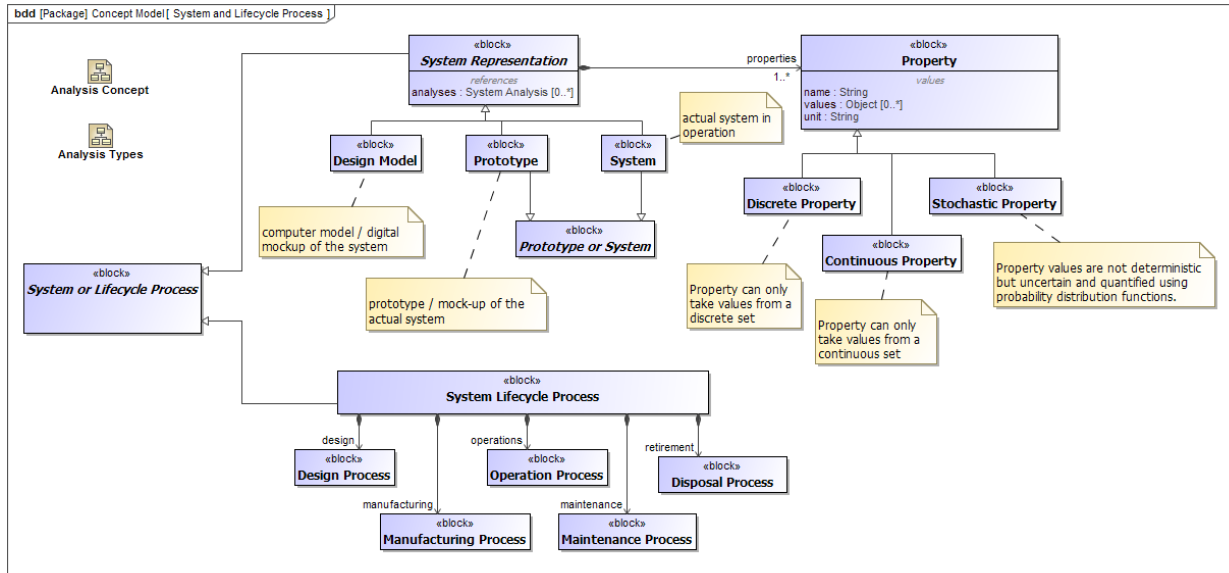 bdd [Package] Concept Model[ System and Lifecycle Process ]
Analysis Concept
Analysis Types
«block»
System Representation
references
analyses : System Analysis [0..*]
properties
1..*
«block»
Property
values
name : String
values : Object [0..*]
unit : String
actual system in
operation
«block»
Design Model
«block»
Prototype
«block»
System
computer model / digital
mockup of the system
«block»
Prototype or System
prototype / mock-up of the
actual system
«block»
Discrete Property
«block»
Continuous Property
«block»
Stochastic Property
Property can only
take values from a
discrete set
Property can only
take values from a
continuous set
Property values are not deterministic
but uncertain and quantified using
probability distribution functions.
«block»
System or Lifecycle Process
«block»
System Lifecycle Process
design
«block»
Design Process
manufacturing
«block»
Manufacturing Process
operations
«block»
Operation Process
maintenance
«block»
Maintenance Process
retirement
«block»
Disposal Process